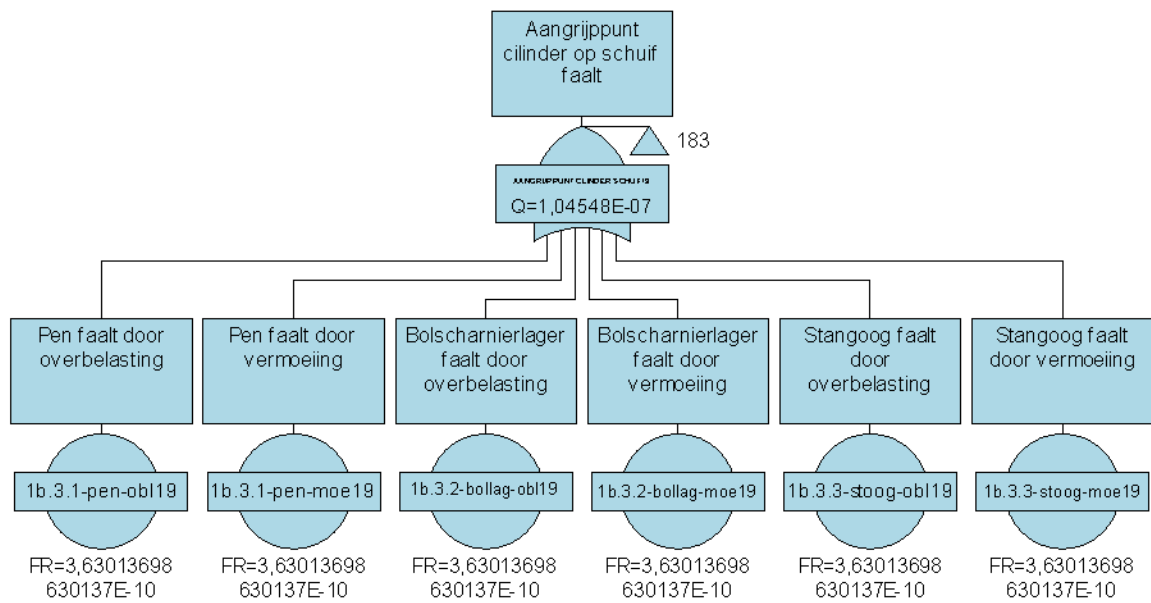 Aangrijppunt
cilinder op schuif
faalt
183
AANGRIJPPUNT CILINDER SCHUIF19
Q=1,04548E-07
Pen faalt door
overbelasting
Pen faalt door
vermoeiing
Bolscharnierlager
faalt door
overbelasting
Bolscharnierlager
faalt door
vermoeiing
Stangoog faalt
door
overbelasting
Stangoog faalt
door vermoeiing
1b.3.1-pen-obl19
1b.3.1-pen-moe19
1b.3.2-bollag-obl19
1b.3.2-bollag-moe19
1b.3.3-stoog-obl19
1b.3.3-stoog-moe19
FR=3,63013698
630137E-10
FR=3,63013698
630137E-10
FR=3,63013698
630137E-10
FR=3,63013698
630137E-10
FR=3,63013698
630137E-10
FR=3,63013698
630137E-10